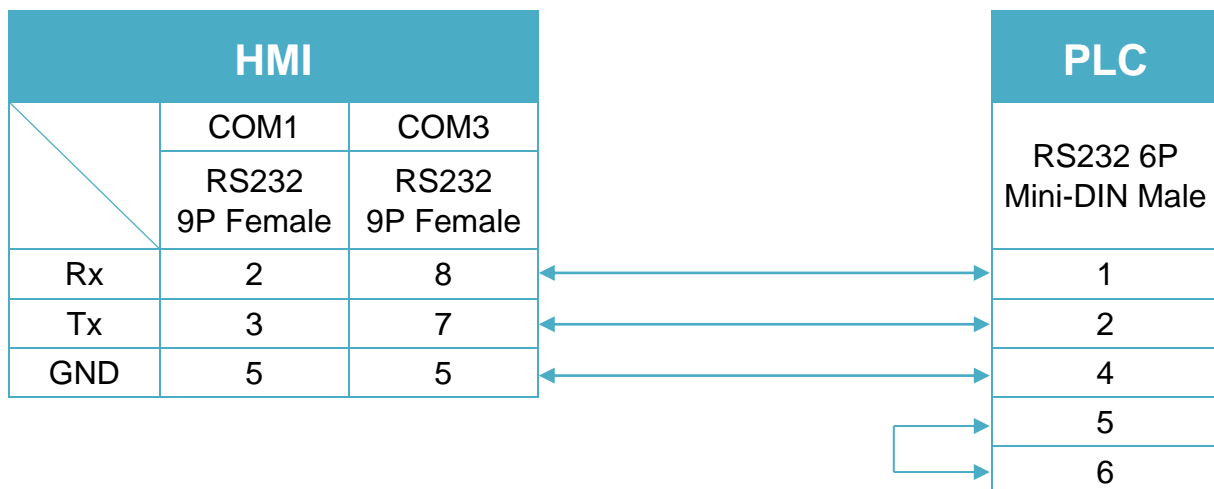 HMI
PLC
COM1 COM3
RS232
9P Female
RS232
9P Female
RS232 6P
Mini-DIN Male
Rx 2 8 1
Tx 3 7 2
GND 5 5 4
5
6